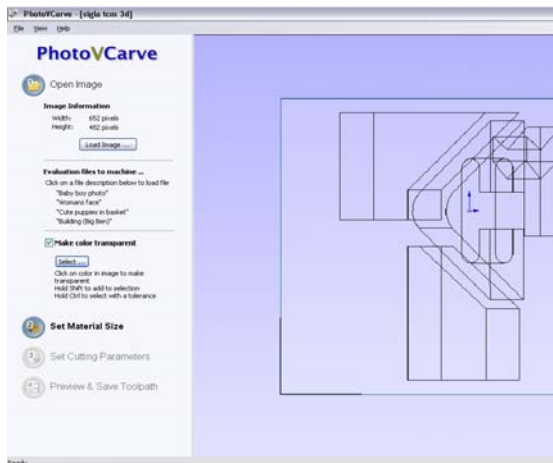 PhotoVCarve - [sigla tcm 3d]
File View Help
PhotoVCarve
Open Image
Image Information
Width: 652 pixels
Height: 482 pixels
Load Image ...
Evaluation files to machine ...
Click on a file description below to load file
"Baby boy photo"
"Womans face"
"Cute puppies in basket"
"Building (Big Ben)"
Make color transparent
Select ...
Click on color in image to make
transparent
Hold Shift to add to selection
Hold Ctrl to select with a tolerance
Set Material Size
Set Cutting Parameters
Preview & Save Toolpath